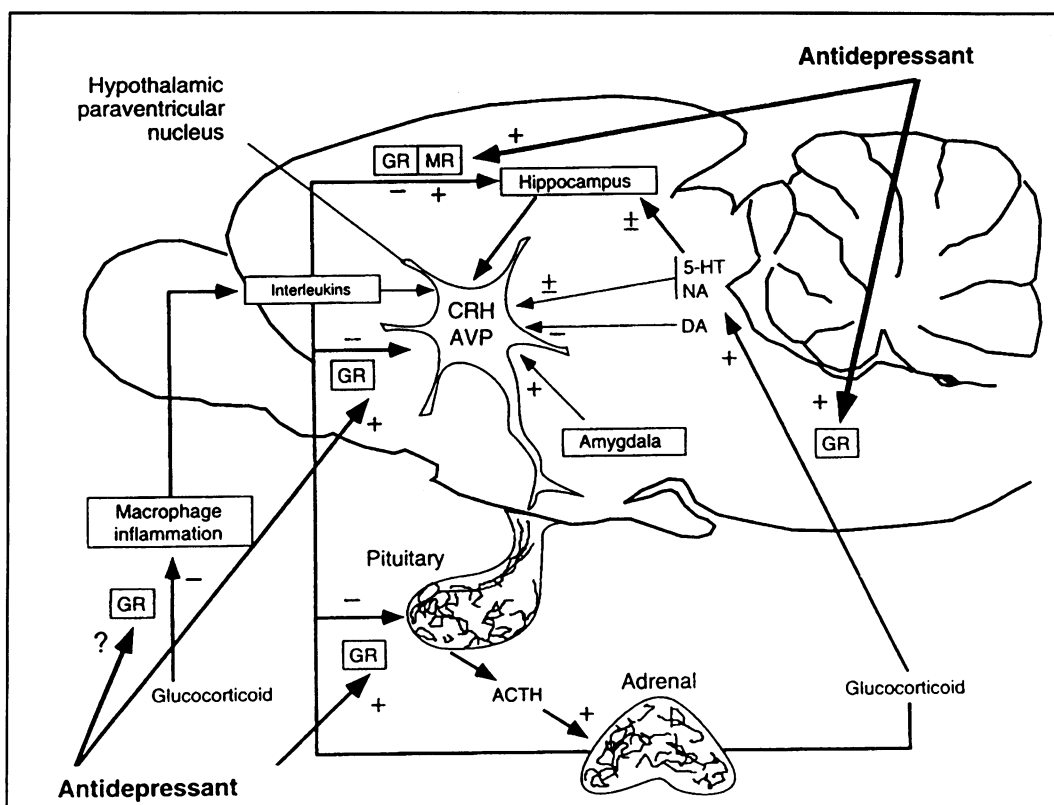 Antidepressant
Hypothalamic
paraventricular
nucleus
+
GR MR
Hippocampus
− +
±
5-HT
NA
Interleukins
±
CRH
AVP
DA
−
−
+
GR
+
+
+
Amygdala
GR
Macrophage
inflammation
Pituitary
−
GR
−
?
GR
Glucocorticoid
ACTH
Adrenal
Glucocorticoid
+
+
Antidepressant